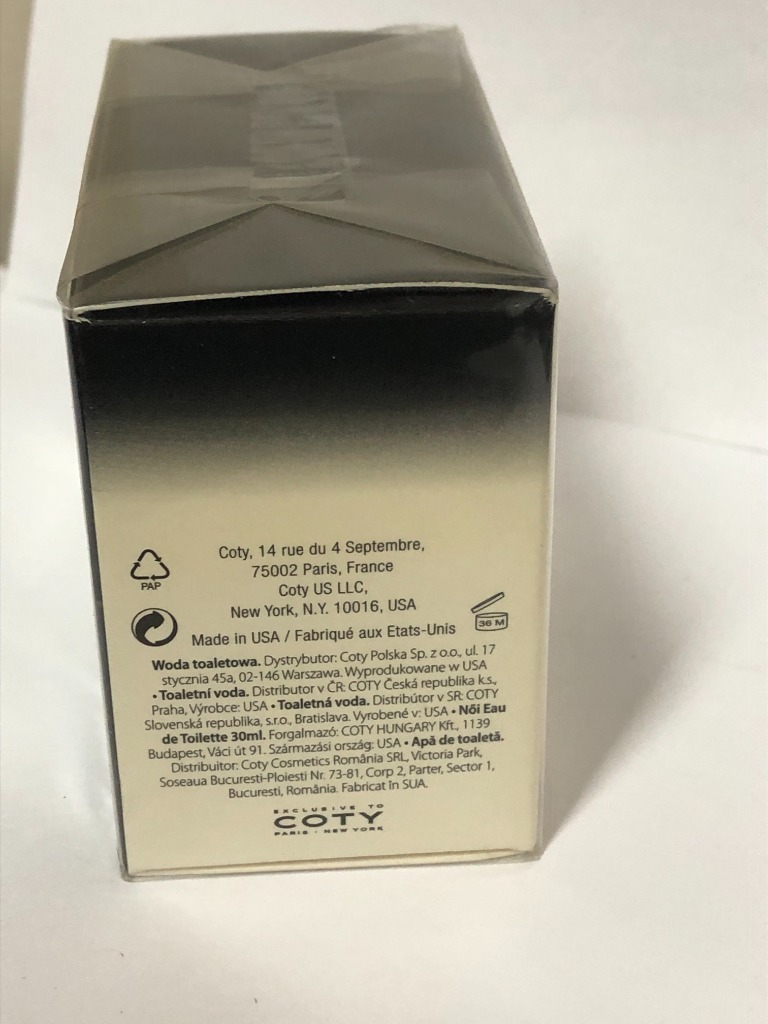 Coty, 14 rue du 4 Septembre,
75002 Paris, France
Coty US LLC,
New York, N.Y. 10016, USA
Made in USA / Fabriqué aux Etats-Unis
PAP
36 M
Woda toaletowa. Dystrybutor: Coty Polska Sp. z o.o., ul. 17
stycznia 45a, 02-146 Warszawa. Wyprodukowane w USA
• Toaletní voda. Distributor v ČR: COTY Česká republika k.s.,
Praha, Výrobce: USA • Toaletná voda. Distribútor v SR: COTY
Slovenská republika, s.r.o., Bratislava. Vyrobené v: USA • Női Eau
de Toilette 30ml. Forgalmazó: COTY HUNGARY Kft., 1139
Budapest, Váci út 91. Származási ország: USA • Apă de toaletă.
Distribuitor: Coty Cosmetics România SRL, Victoria Park,
Soseaua Bucuresti-Ploiesti Nr. 73-81, Corp 2, Parter, Sector 1,
Bucuresti, România. Fabricat în SUA.
EXCLUSIVE TO
COTY
PARIS · NEW YORK